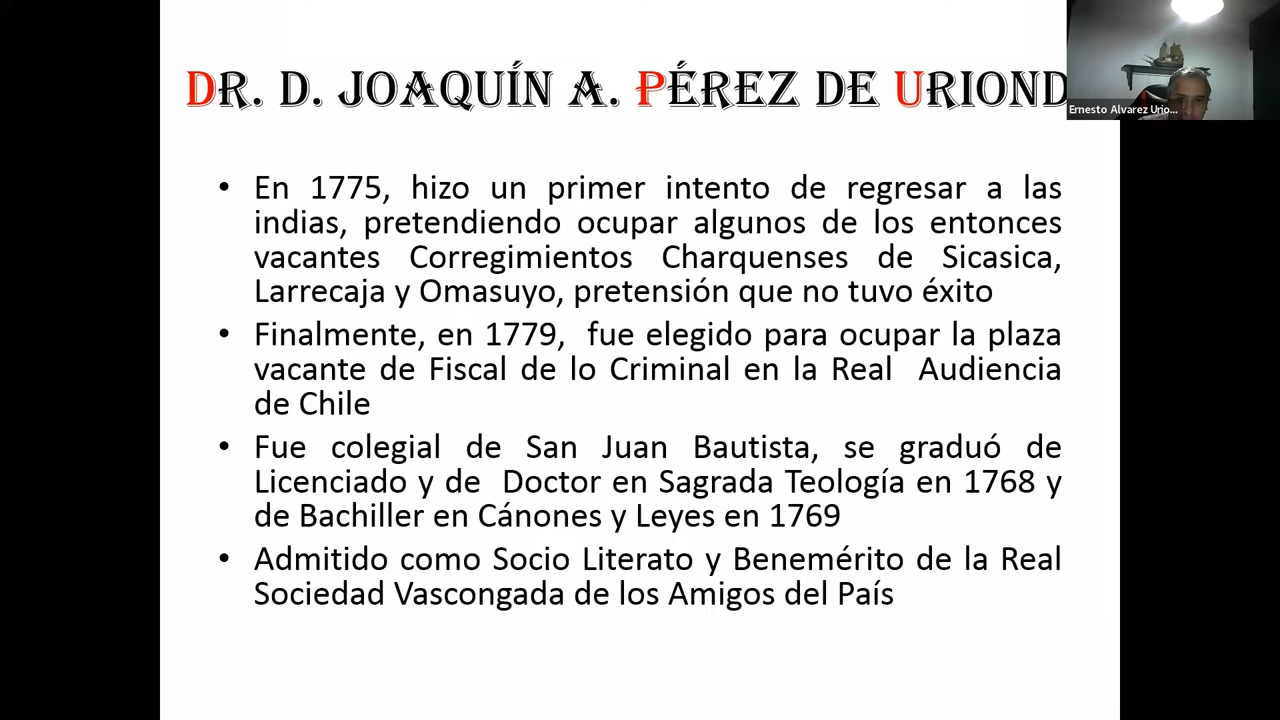 DR. D. JOAQUÍN A. PÉREZ DE URIOND
Ernesto Alvarez Urio...
• En 1775, hizo un primer intento de regresar a las
indias, pretendiendo ocupar algunos de los entonces
vacantes Corregimientos Charquenses de Sicasica,
Larrecaja y Omasuyo, pretensión que no tuvo éxito
• Finalmente, en 1779, fue elegido para ocupar la plaza
vacante de Fiscal de lo Criminal en la Real Audiencia
de Chile
• Fue colegial de San Juan Bautista, se graduó de
Licenciado y de Doctor en Sagrada Teología en 1768 y
de Bachiller en Cánones y Leyes en 1769
• Admitido como Socio Literato y Benemérito de la Real
Sociedad Vascongada de los Amigos del País